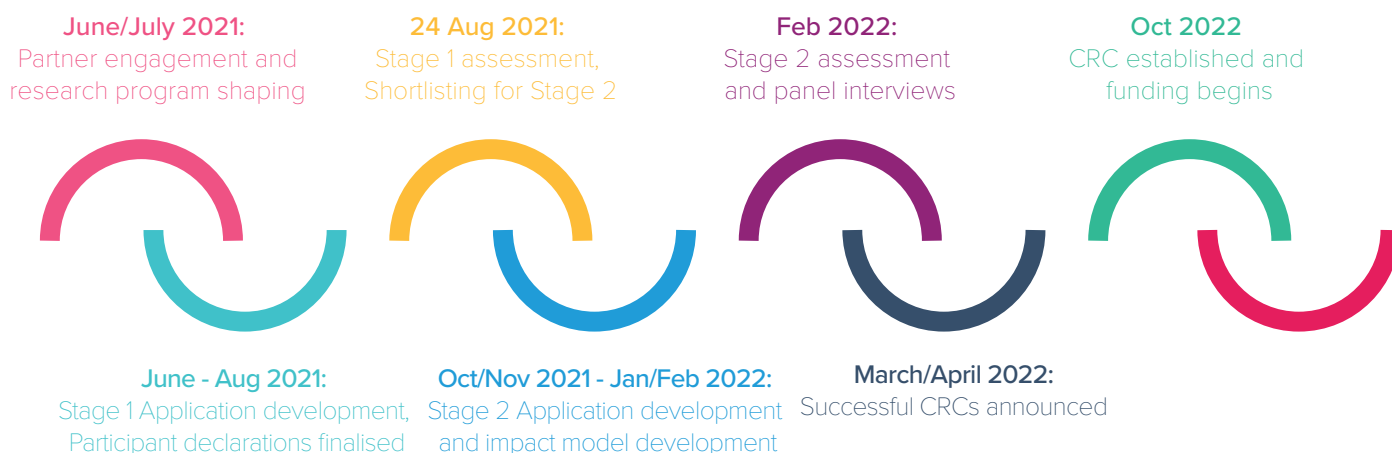 June/July 2021:
Partner engagement and
research program shaping
24 Aug 2021:
Stage 1 assessment,
Shortlisting for Stage 2
Feb 2022:
Stage 2 assessment
and panel interviews
Oct 2022
CRC established and
funding begins
June - Aug 2021:
Stage 1 Application development,
Participant declarations finalised
Oct/Nov 2021 - Jan/Feb 2022:
Stage 2 Application development
and impact model development
March/April 2022:
Successful CRCs announced